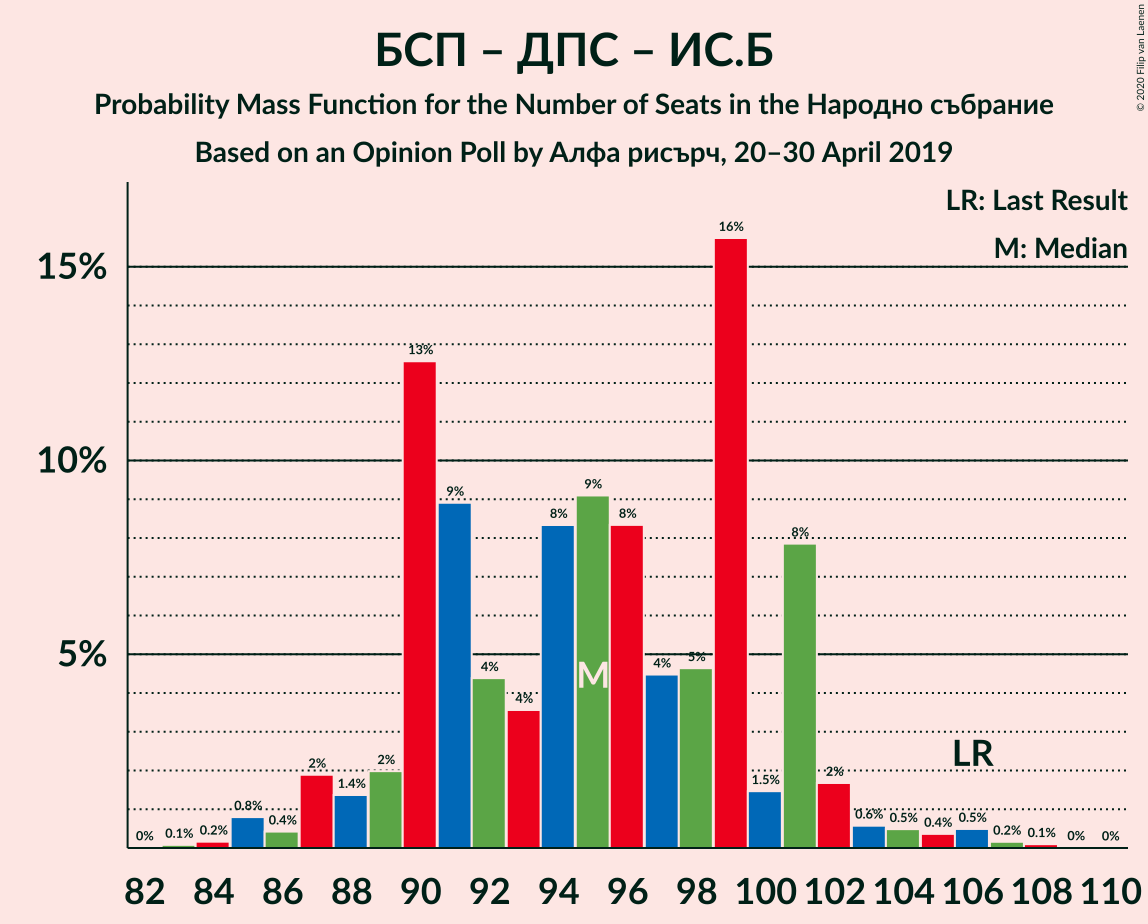 БСП – ДПС – ИС.Б
Probability Mass Function for the Number of Seats in the Народно събрание
Based on an Opinion Poll by Алфа рисърч, 20–30 April 2019
© 2020 Filip van Laenen
LR: Last Result
M: Median
15%
10%
5%
0% 0.1% 0.2% 0.8% 0.4% 2% 1.4% 2% 13% 9% 4% 4% 8% 9% 8% 4% 5% 16% 1.5% 8% 2% 0.6% 0.5% 0.4% 0.5% 0.2% 0.1% 0% 0%
M
LR
82 84 86 88 90 92 94 96 98 100 102 104 106 108 110